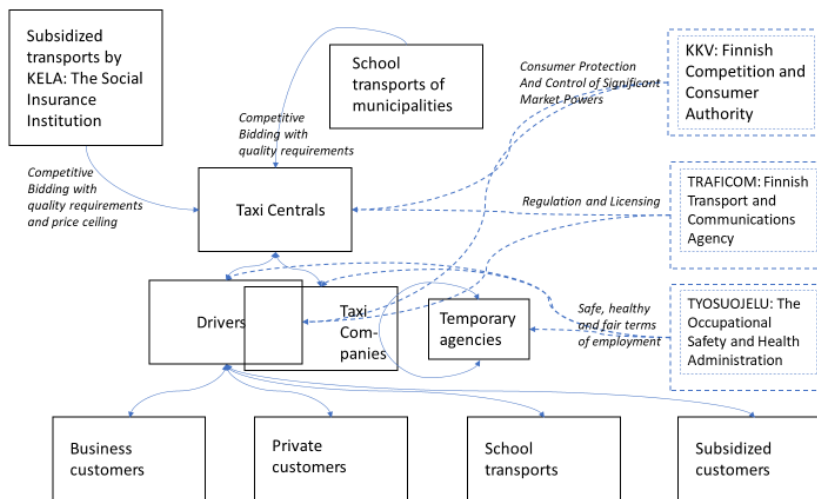 Subsidized
transports by
KELA: The Social
Insurance
Institution
School
transports of
municipalities
Consumer Protection
And Control of Significant
Market Powers
KKV: Finnish
Competition and
Consumer
Authority
Competitive
Bidding with
quality requirements
Competitive
Bidding with
quality requirements
and price ceiling
Taxi Centrals
Regulation and Licensing
TRAFICOM: Finnish
Transport and
Communications
Agency
Drivers
Taxi-
Com-
panies
Temporary
agencies
Safe, healthy
and fair terms
of employment
TYOSUOJELU: The
Occupational
Safety and Health
Administration
Business
customers
Private
customers
School
transports
Subsidized
customers